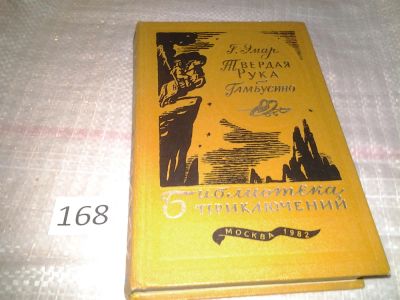 Г. Эмар
Твердая
Рука
Гамбусино
Библиотека
приключений
Москва 1982
168